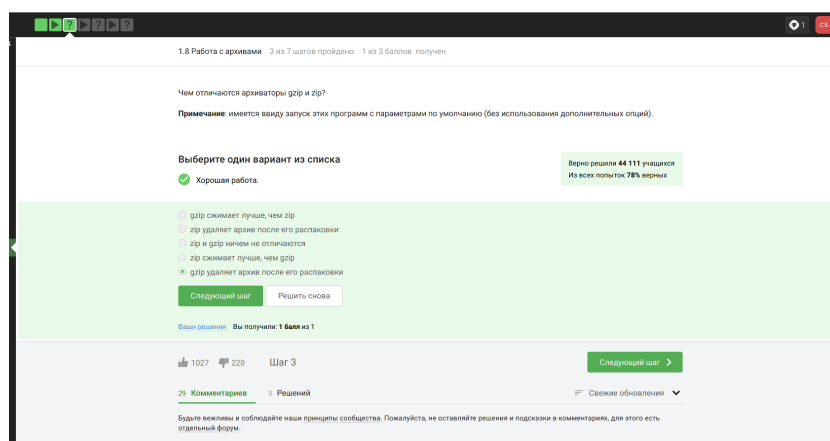 ? ? ?
1
СБ
1.8 Работа с архивами 3 из 7 шагов пройдено 1 из 3 баллов получен
Чем отличаются архиваторы gzip и zip?
Примечание: имеется ввиду запуск этих программ с параметрами по умолчанию (без использования дополнительных опций).
Выберите один вариант из списка
Хорошая работа.
Верно решили 44 111 учащихся
Из всех попыток 78% верных
gzip сжимает лучше, чем zip
zip удаляет архив после его распаковки
zip и gzip ничем не отличаются
zip сжимает лучше, чем gzip
gzip удаляет архив после его распаковки
Следующий шаг Решить снова
Ваши решения Вы получили: 1 балл из 1
1027 220 Шаг 3 Следующий шаг
29 Комментариев 5 Решений Свежие обновления
Будьте вежливы и соблюдайте наши принципы сообщества. Пожалуйста, не оставляйте решения и подсказки в комментариях, для этого есть
отдельный форум.